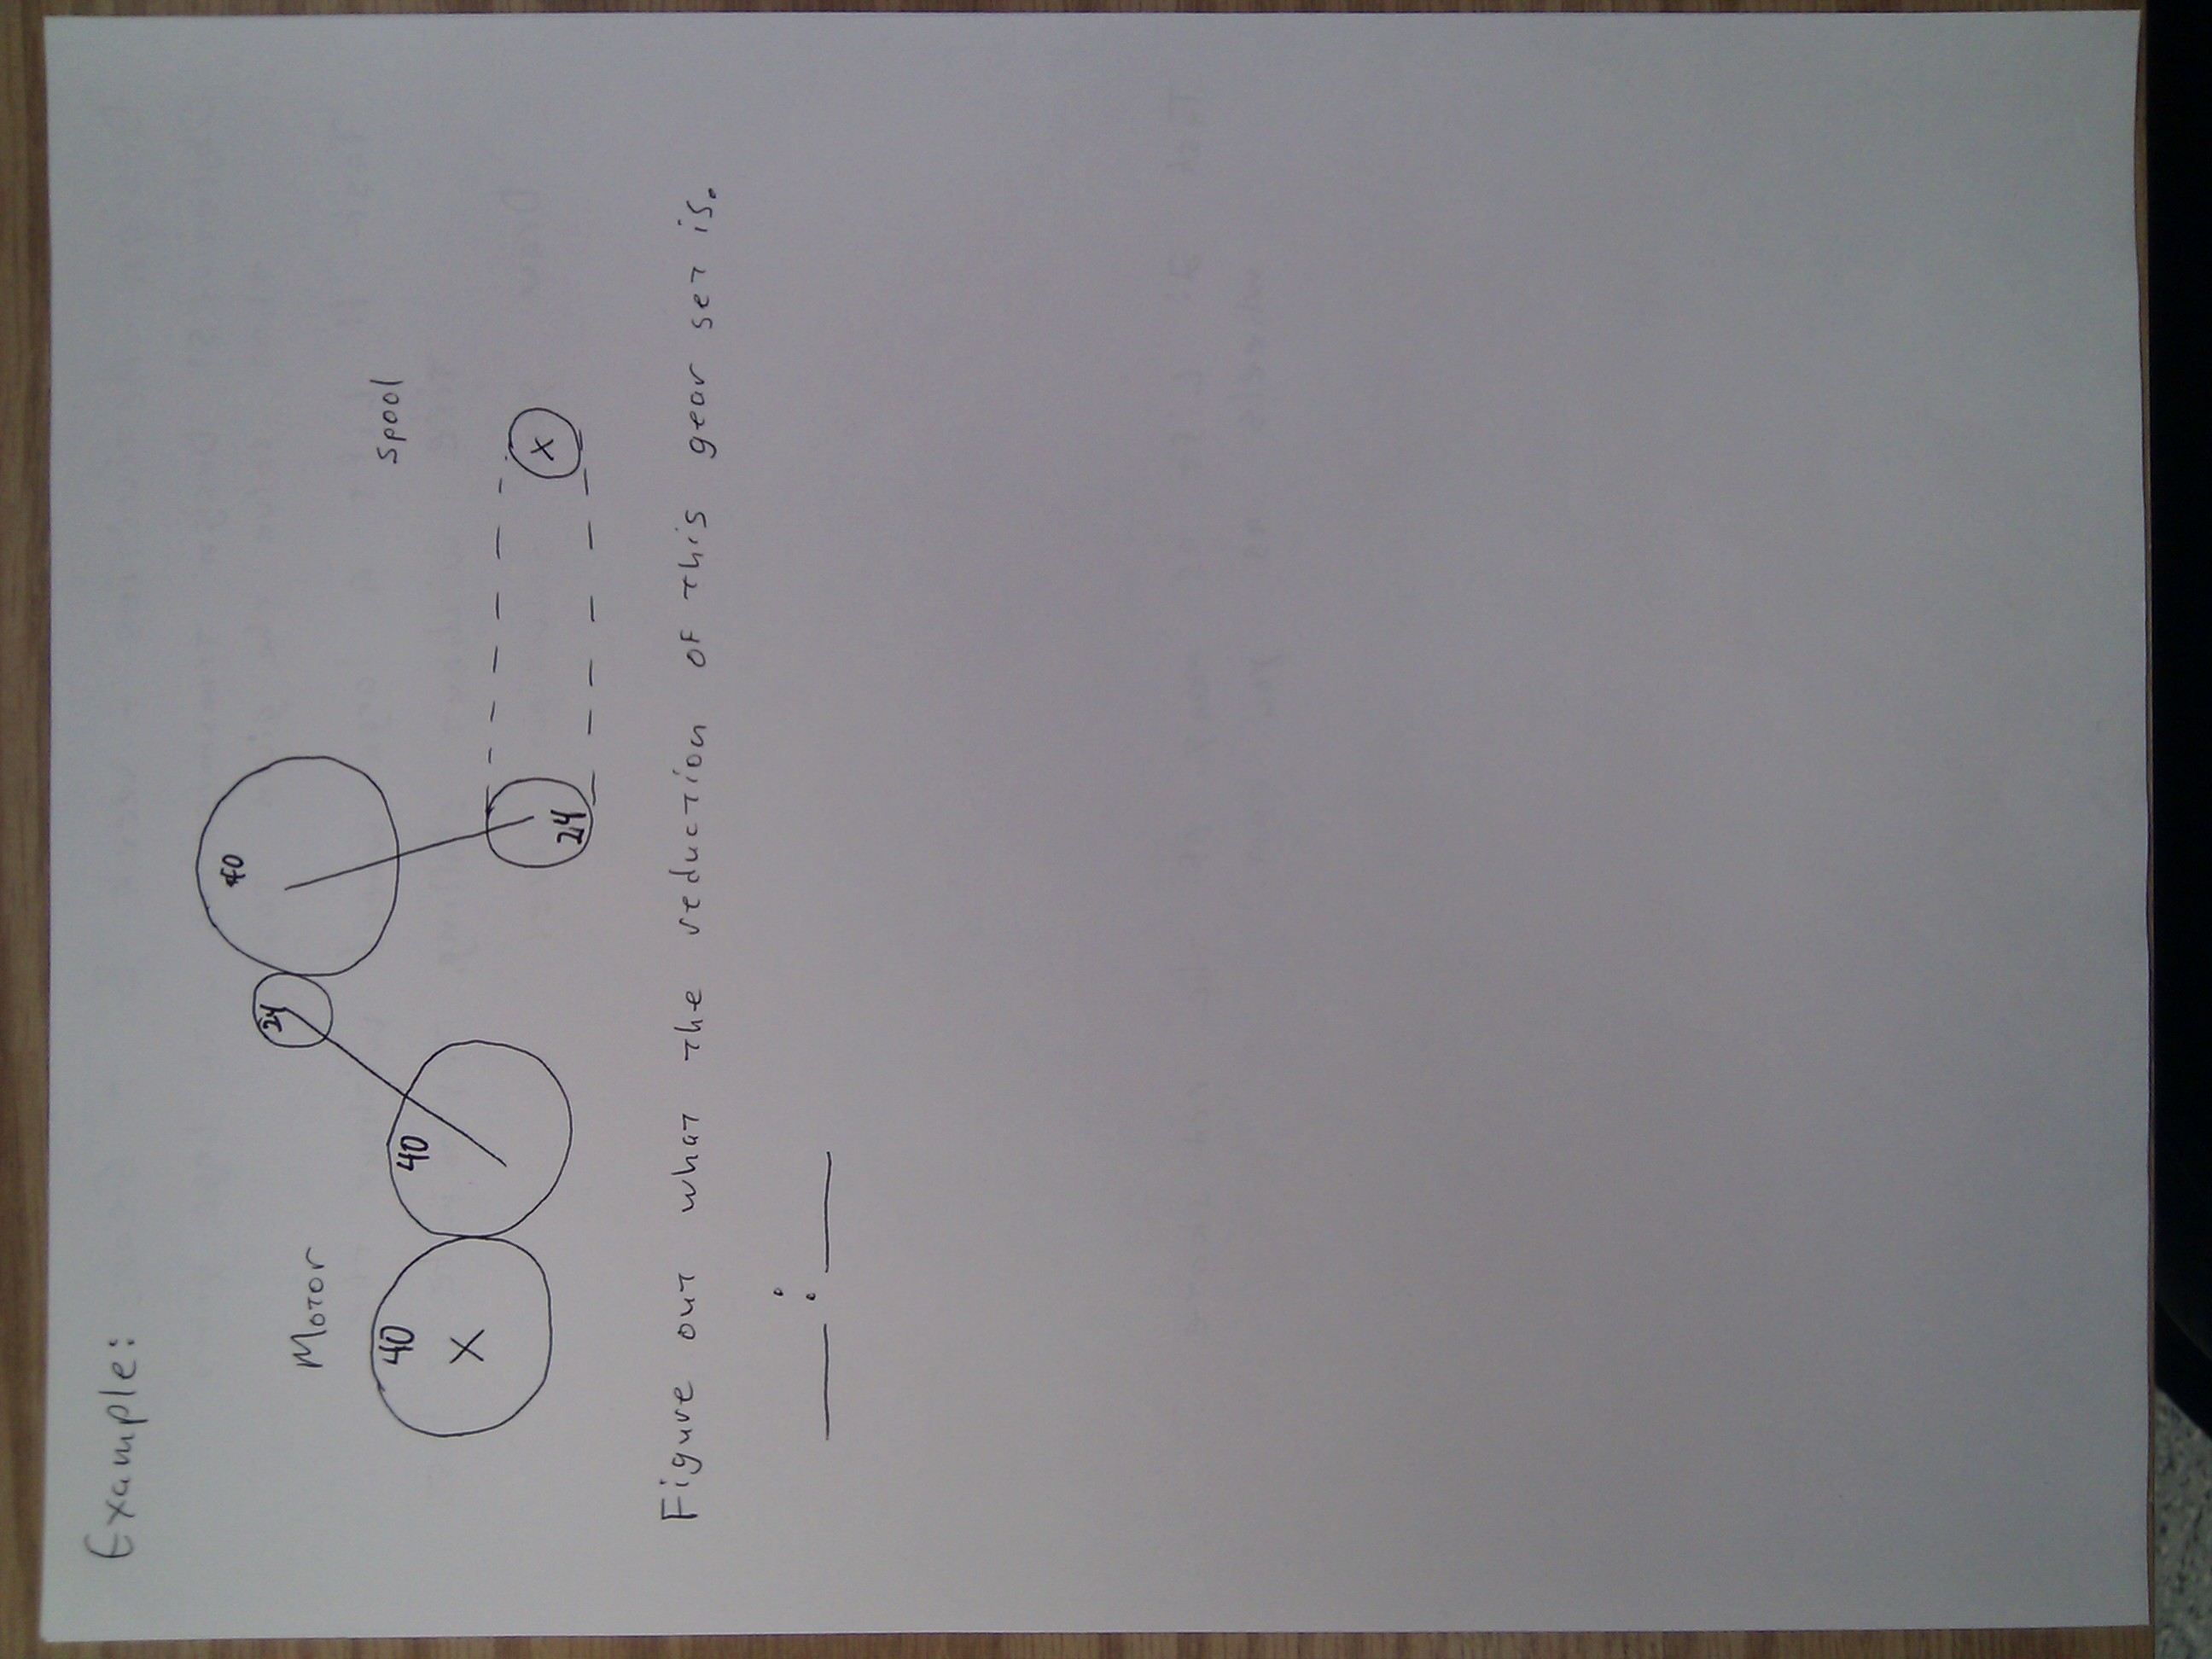 Example:
Motor
Spool
40
40
24
40
24
X
X
Figure out what the reduction of this gear set is.
___ : ___